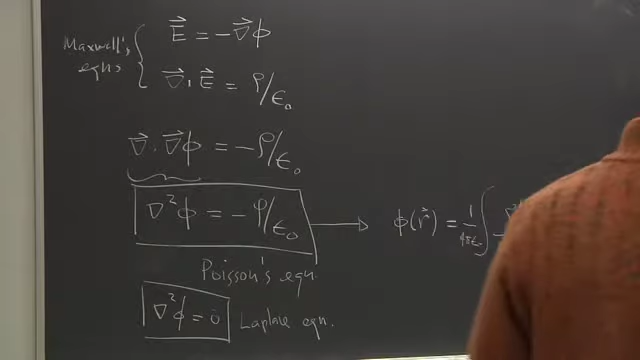 Maxwell's
eqns
E⃗ = -∇⃗ϕ
∇⃗ · E⃗ = ρ/ϵ₀
∇⃗ · ∇⃗ϕ = -ρ/ϵ₀
∇²ϕ = -ρ/ϵ₀ → ϕ(r⃗) = 1/4πϵ₀ ∫
Poisson's eqn.
∇²ϕ = 0 Laplace eqn.